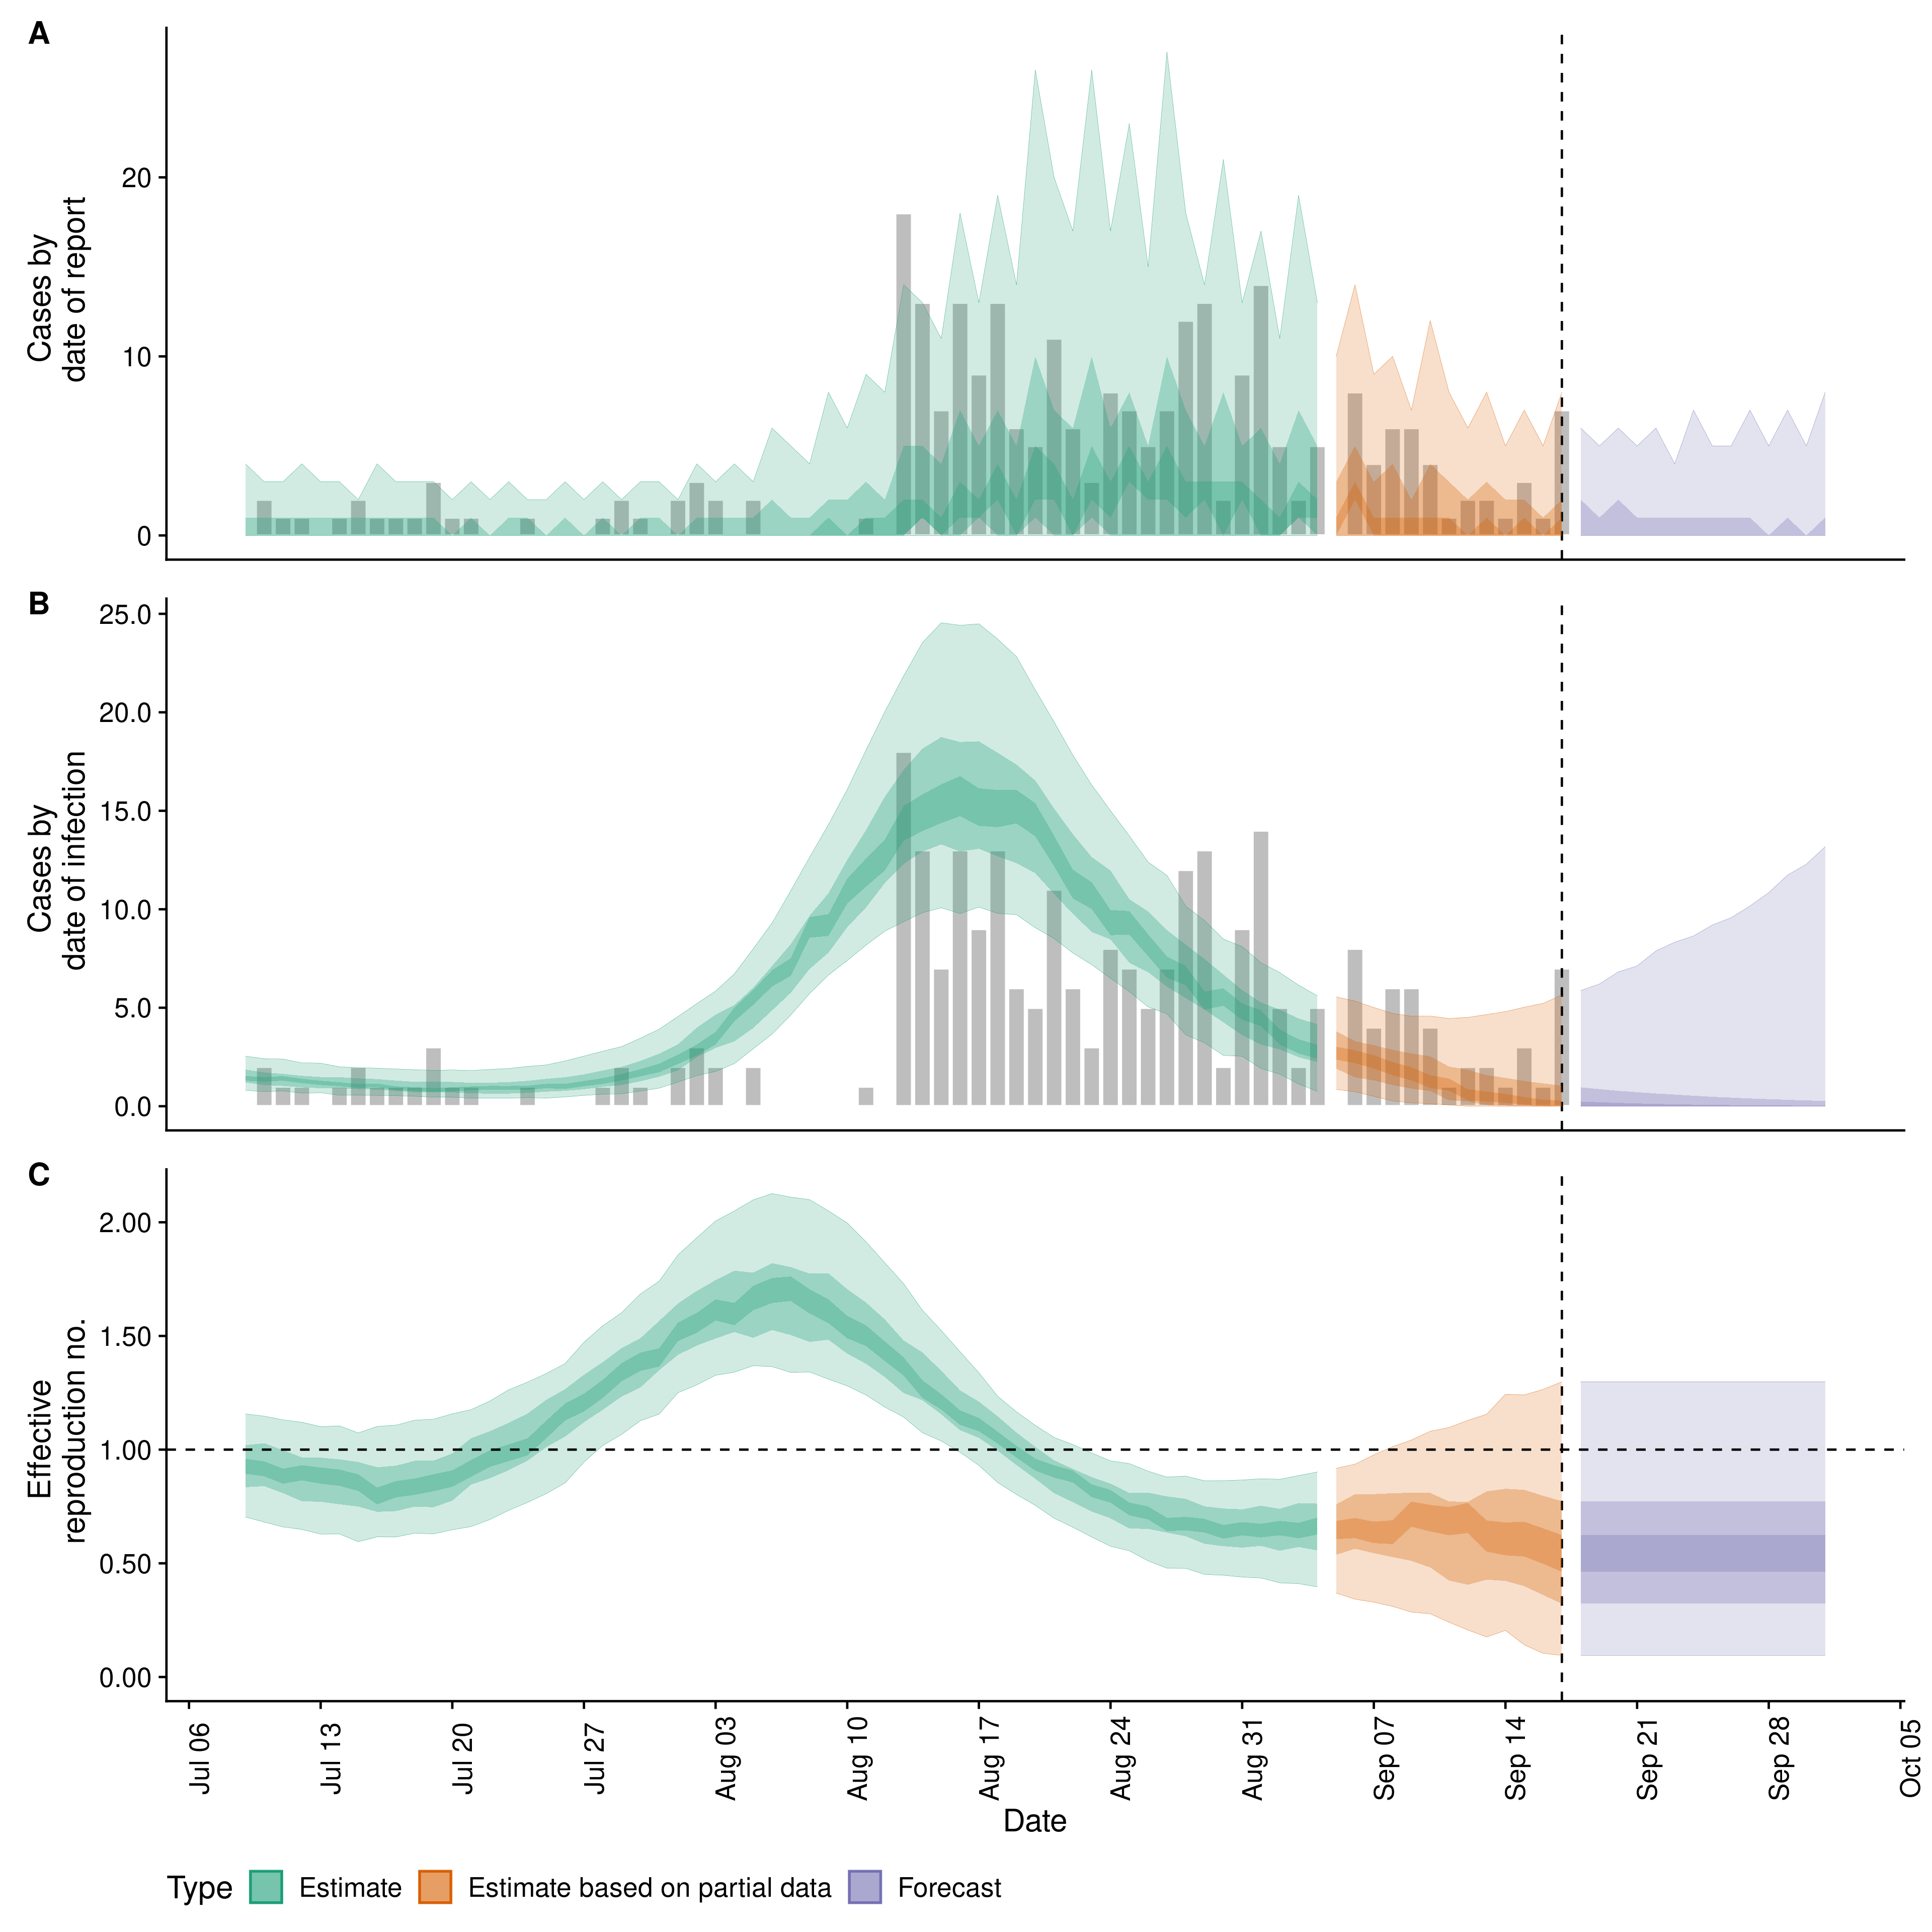 A
Cases by
date of report
20
10
0
B
Cases by
date of infection
25.0
20.0
15.0
10.0
5.0
0.0
C
Effective
reproduction no.
2.00
1.50
1.00
0.50
0.00
Jul 06
Jul 13
Jul 20
Jul 27
Aug 03
Aug 10
Aug 17
Aug 24
Aug 31
Sep 07
Sep 14
Sep 21
Sep 28
Oct 05
Date
Type Estimate Estimate based on partial data Forecast